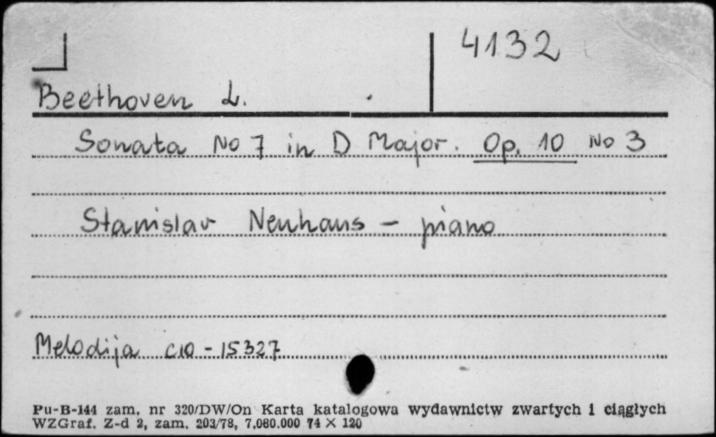 4132
Beethoven L.
Sonata No 7 in D Major. Op. 10 No 3
Stanislav Neuhaus - piano
Melodija C10-15327
Pu-B-144 zam. nr 320/DW/On Karta katalogowa wydawnictw zwartych i ciągłych
WZGraf. Z-d 2, zam. 203/78, 7.080.000 74 X 120